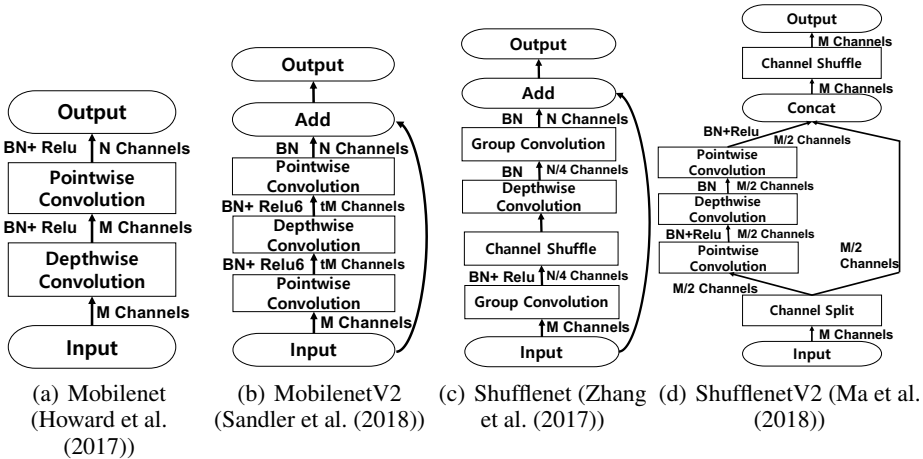 Output
BN+ Relu
N Channels
Pointwise
Convolution
BN+ Relu
M Channels
Depthwise
Convolution
M Channels
Input
(a) Mobilenet
(Howard et al.
(2017))
Output
Add
BN
N Channels
Pointwise
Convolution
BN+ Relu6
tM Channels
Depthwise
Convolution
BN+ Relu6
tM Channels
Pointwise
Convolution
M Channels
Input
(b) MobilenetV2
(Sandler et al. (2018))
Output
Add
BN
N Channels
Group Convolution
BN
N/4 Channels
Depthwise
Convolution
Channel Shuffle
BN+ Relu
N/4 Channels
Group Convolution
M Channels
Input
(c) Shufflenet (Zhang
et al. (2017))
Output
M Channels
Channel Shuffle
M Channels
Concat
BN+Relu
M/2 Channels
Pointwise
Convolution
BN
M/2 Channels
Depthwise
Convolution
BN+Relu
M/2 Channels
Pointwise
Convolution
M/2
Channels
M/2 Channels
Channel Split
M Channels
Input
(d) ShufflenetV2 (Ma et al.
(2018))